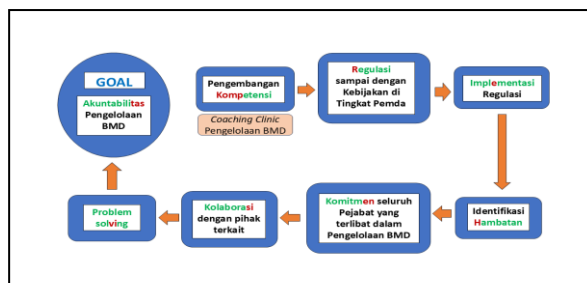 GOAL
Akuntabilitas
Pengelolaan
BMD
Pengembangan
Kompetensi
Coaching Clinic
Pengelolaan BMD
Regulasi
sampai dengan
Kebijakan di
Tingkat Pemda
Implementasi
Regulasi
Identifikasi
Hambatan
Komitmen seluruh
Pejabat yang
terlibat dalam
Pengelolaan BMD
Kolaborasi
dengan pihak
terkait
Problem
solving